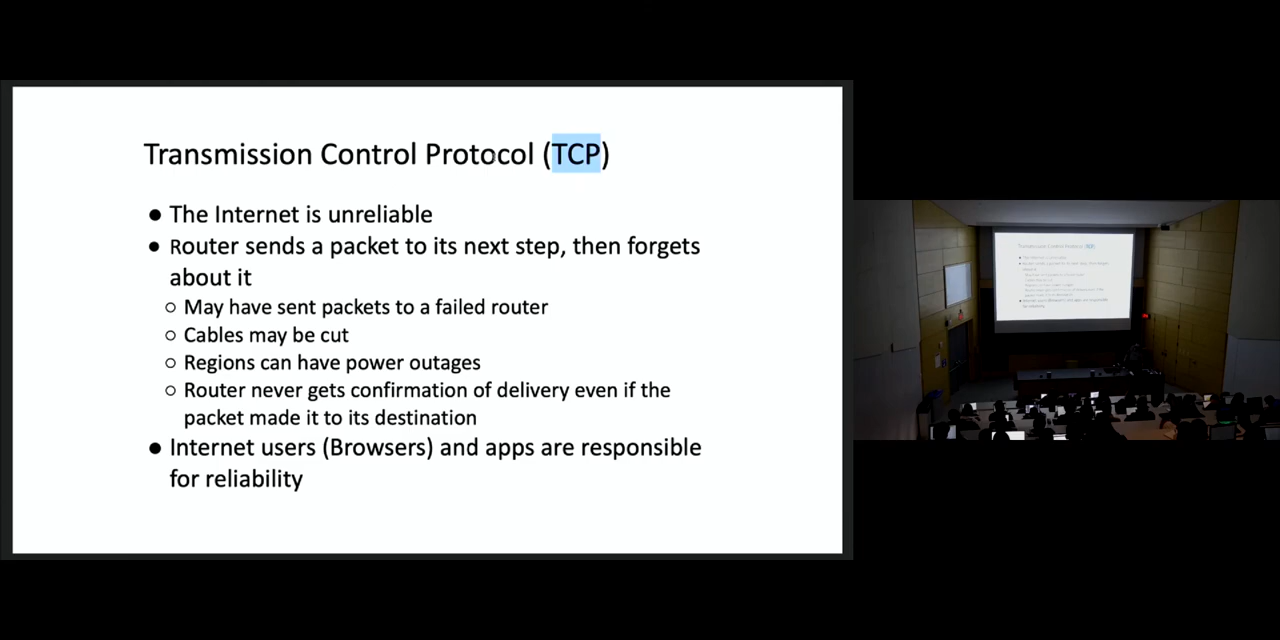 Transmission Control Protocol (TCP)
● The Internet is unreliable
● Router sends a packet to its next step, then forgets
about it
○ May have sent packets to a failed router
○ Cables may be cut
○ Regions can have power outages
○ Router never gets confirmation of delivery even if the
packet made it to its destination
● Internet users (Browsers) and apps are responsible
for reliability